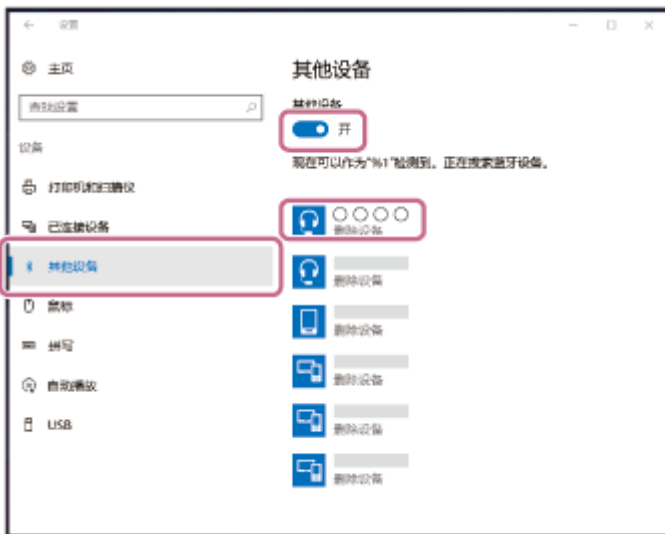 设置
主页
查找设置
设备
打印机和扫描仪
已连接设备
其他设备
鼠标
拼写
自动播放
USB
其他设备
其他设备
开
现在可以作为“%1”检测到。正在搜索蓝牙设备。
○○○○
删除设备
删除设备
删除设备
删除设备
删除设备
删除设备